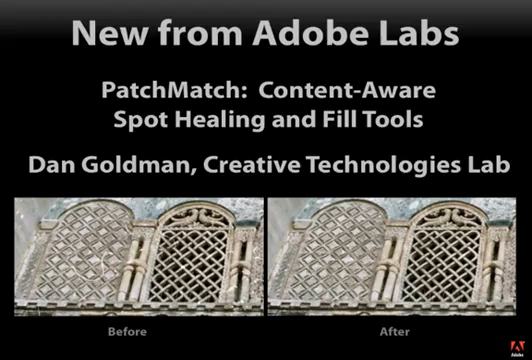 New from Adobe Labs
PatchMatch: Content-Aware
Spot Healing and Fill Tools
Dan Goldman, Creative Technologies Lab
Before
After
Adobe